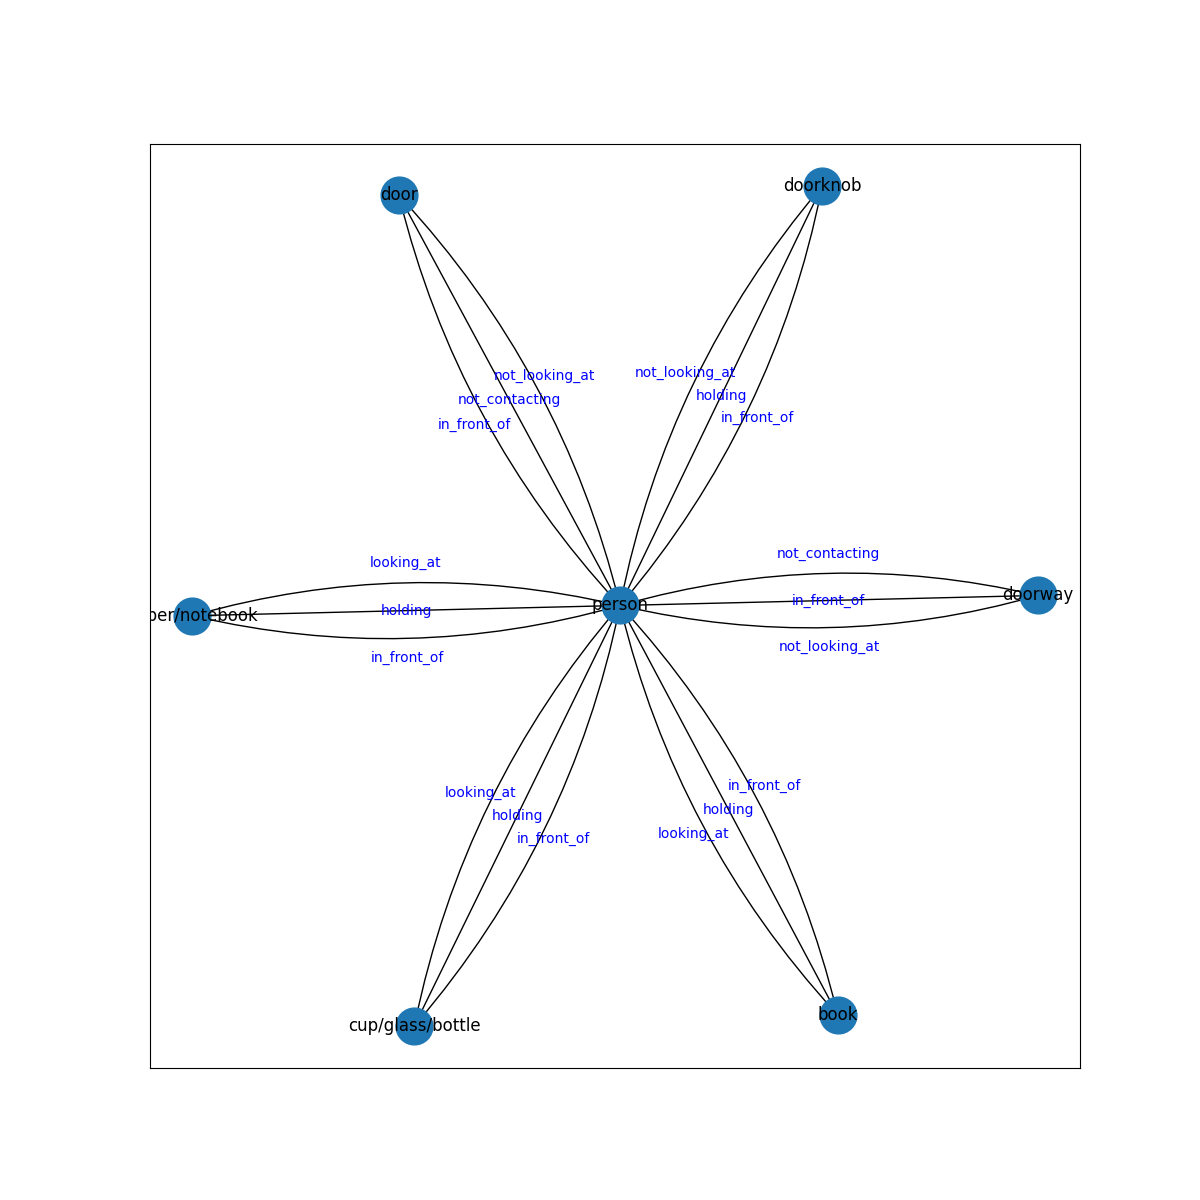 door
doorknob
not_looking_at
not_contacting
in_front_of
not_looking_at
holding
in_front_of
looking_at
holding
in_front_of
per/notebook
person
not_contacting
in_front_of
not_looking_at
doorway
looking_at
holding
in_front_of
in_front_of
holding
looking_at
cup/glass/bottle
book